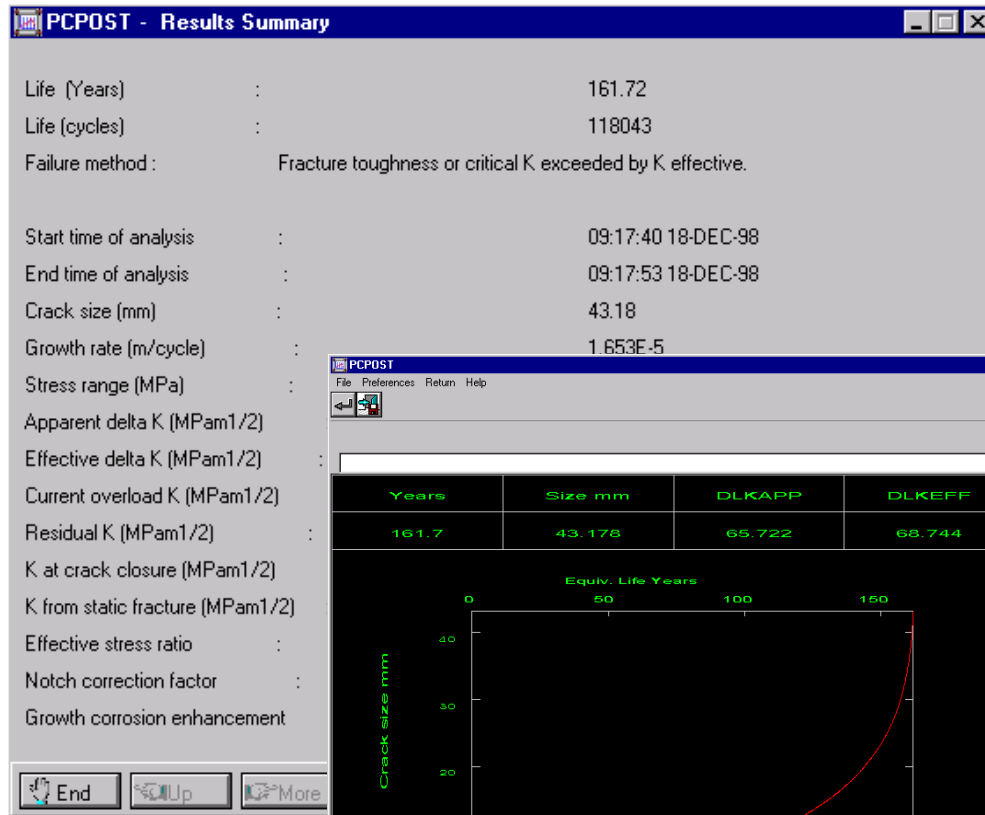 PCPOST - Results Summary
Life (Years) : 161.72
Life (cycles) : 118043
Failure method : Fracture toughness or critical K exceeded by K effective.
Start time of analysis : 09:17:40 18-DEC-98
End time of analysis : 09:17:53 18-DEC-98
Crack size (mm) : 43.18
Growth rate (m/cycle) : 1.653E-5
Stress range (MPa) :
Apparent delta K (MPam1/2)
Effective delta K (MPam1/2) :
Current overload K (MPam1/2)
Residual K (MPam1/2) :
K at crack closure (MPam1/2)
K from static fracture (MPam1/2)
Effective stress ratio :
Notch correction factor :
Growth corrosion enhancement
End Up More
PCPOST
File Preferences Return Help
Years Size mm DLKAPP DLKEFF
161.7 43.178 65.722 68.744
Equiv. Life Years
0 50 100 150
40
30
20
Crack size mm